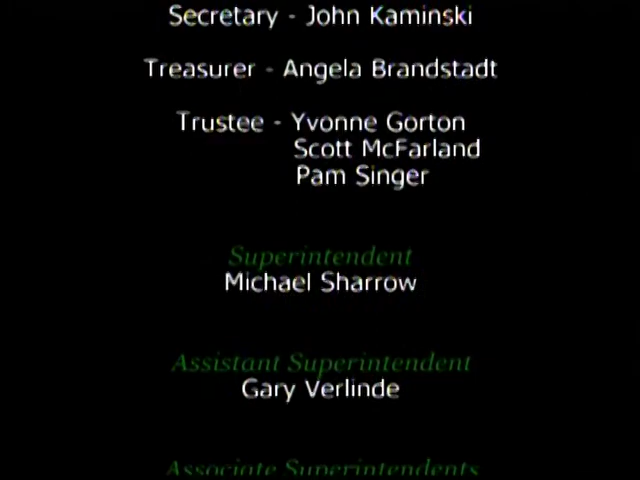 Secretary - John Kaminski
Treasurer - Angela Brandstadt
Trustee - Yvonne Gorton
Scott McFarland
Pam Singer
Superintendent
Michael Sharrow
Assistant Superintendent
Gary Verlinde
Associate Superintendents